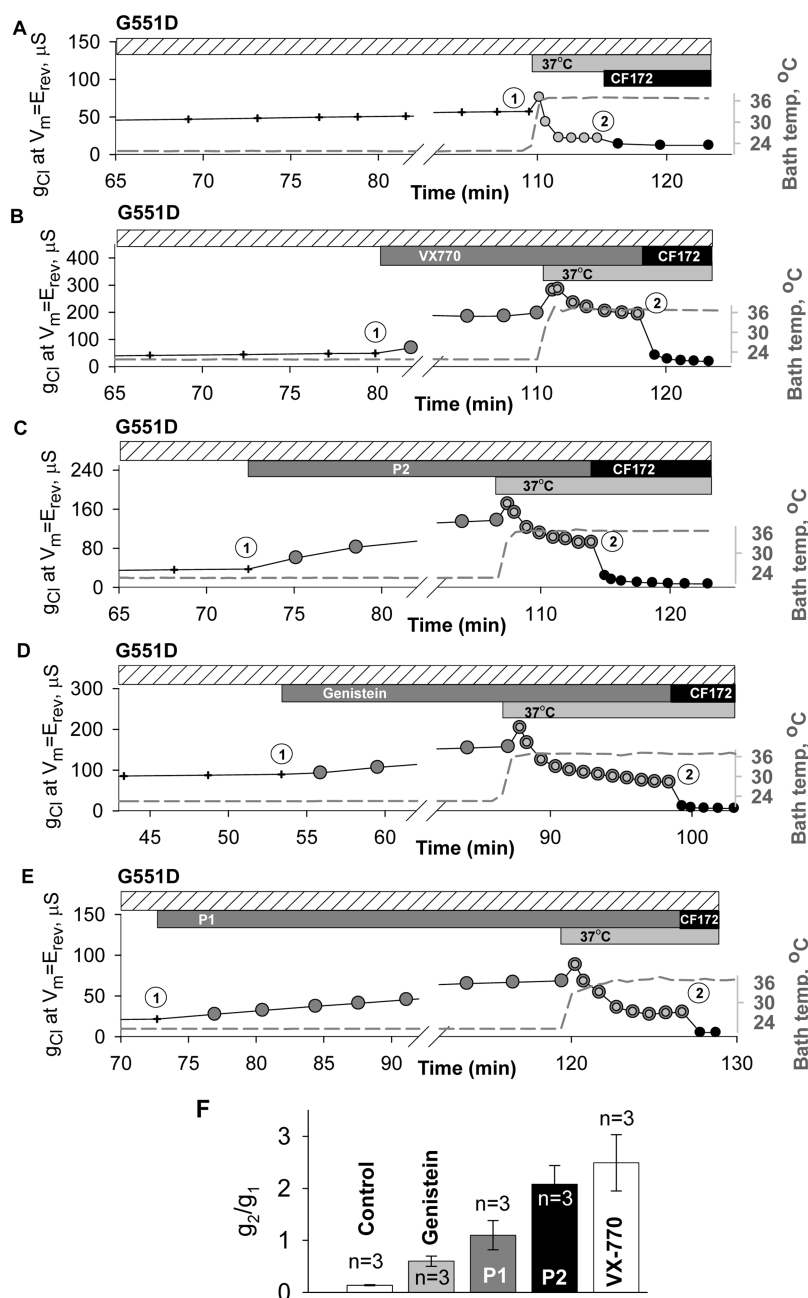 A
G551D
150
100
50
0
37°C
CF172
1
2
36
30
24
65 70 75 80 110 120
Time (min)
gCl at Vm=Erev, μS
Bath temp, °C
B
G551D
400
300
200
100
0
VX770
CF172
37°C
1
2
36
30
22
65 70 75 80 110 120
Time (min)
gCl at Vm=Erev, μS
Bath temp, °C
C
G551D
240
160
80
0
P2
CF172
37°C
1
2
36
30
22
65 70 75 80 110 120
Time (min)
gCl at Vm=Erev, μS
Bath temp, °C
D
G551D
300
200
100
0
Genistein
CF172
37°C
1
2
36
30
24
45 50 55 60 90 100
Time (min)
gCl at Vm=Erev, μS
Bath temp, °C
E
G551D
150
100
50
0
P1
CF172
37°C
1
2
36
30
24
70 75 80 85 90 120 130
Time (min)
gCl at Vm=Erev, μS
Bath temp, °C
F
3
2
1
0
g2/g1
Control
n=3
Genistein
n=3
n=3
P1
n=3
P2
n=3
VX-770